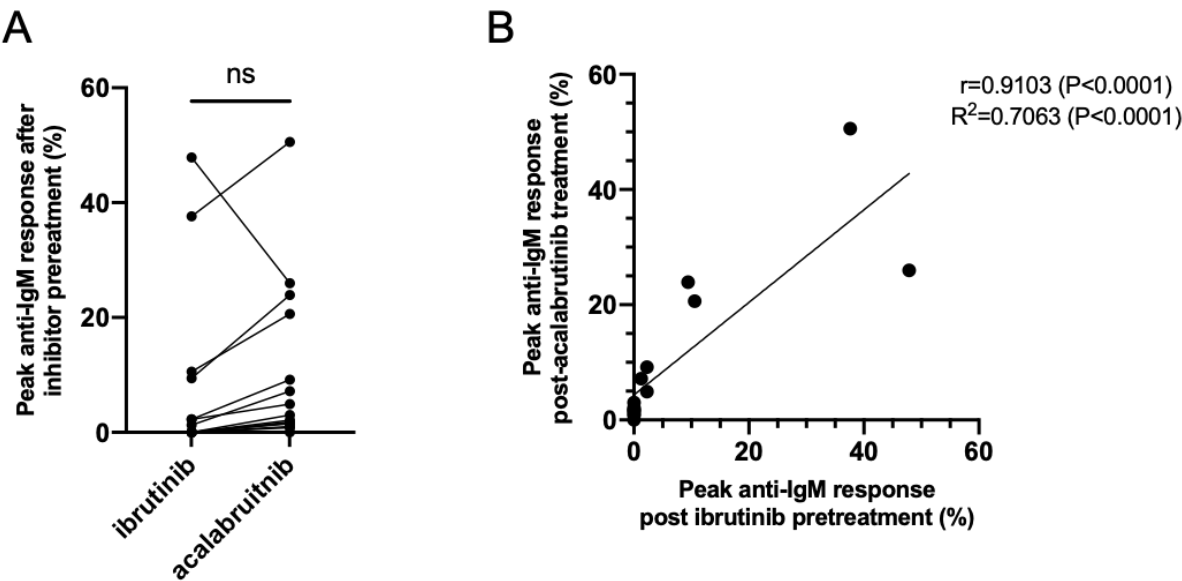 A
Peak anti-IgM response after
inhibitor prereatment (%)
60
40
20
0
ns
ibrutinib
acalabruitnib
B
Peak anti-IgM response
post-acalabrutinib treatment (%)
60
40
20
0
0 20 40 60
Peak anti-IgM response
post ibrutinib pretreatment (%)
r=0.9103 (P<0.0001)
R²=0.7063 (P<0.0001)